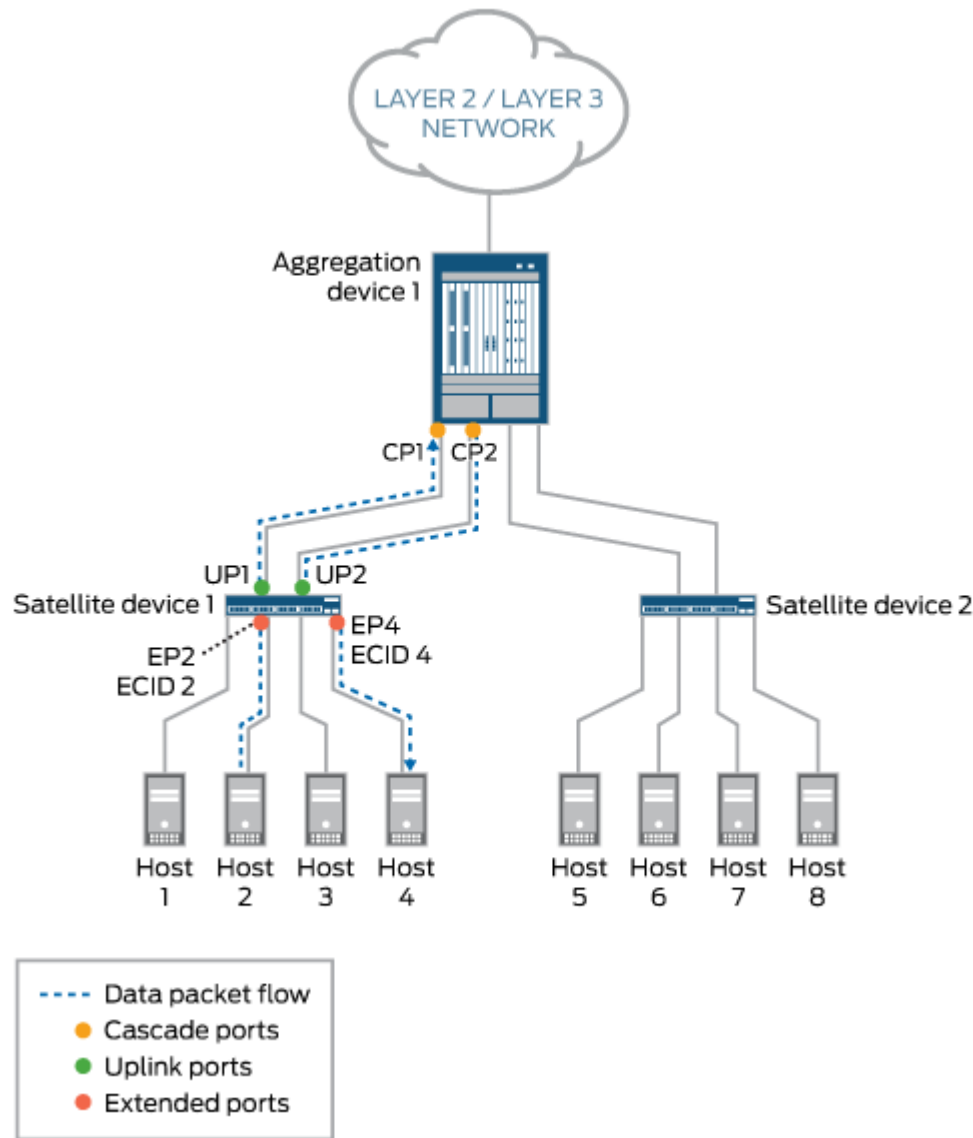 LAYER 2 / LAYER 3
NETWORK
Aggregation
device 1
CP1
CP2
UP1
UP2
Satellite device 1
Satellite device 2
EP2
ECID 2
EP4
ECID 4
Host
1
Host
2
Host
3
Host
4
Host
5
Host
6
Host
7
Host
8
Data packet flow
Cascade ports
Uplink ports
Extended ports